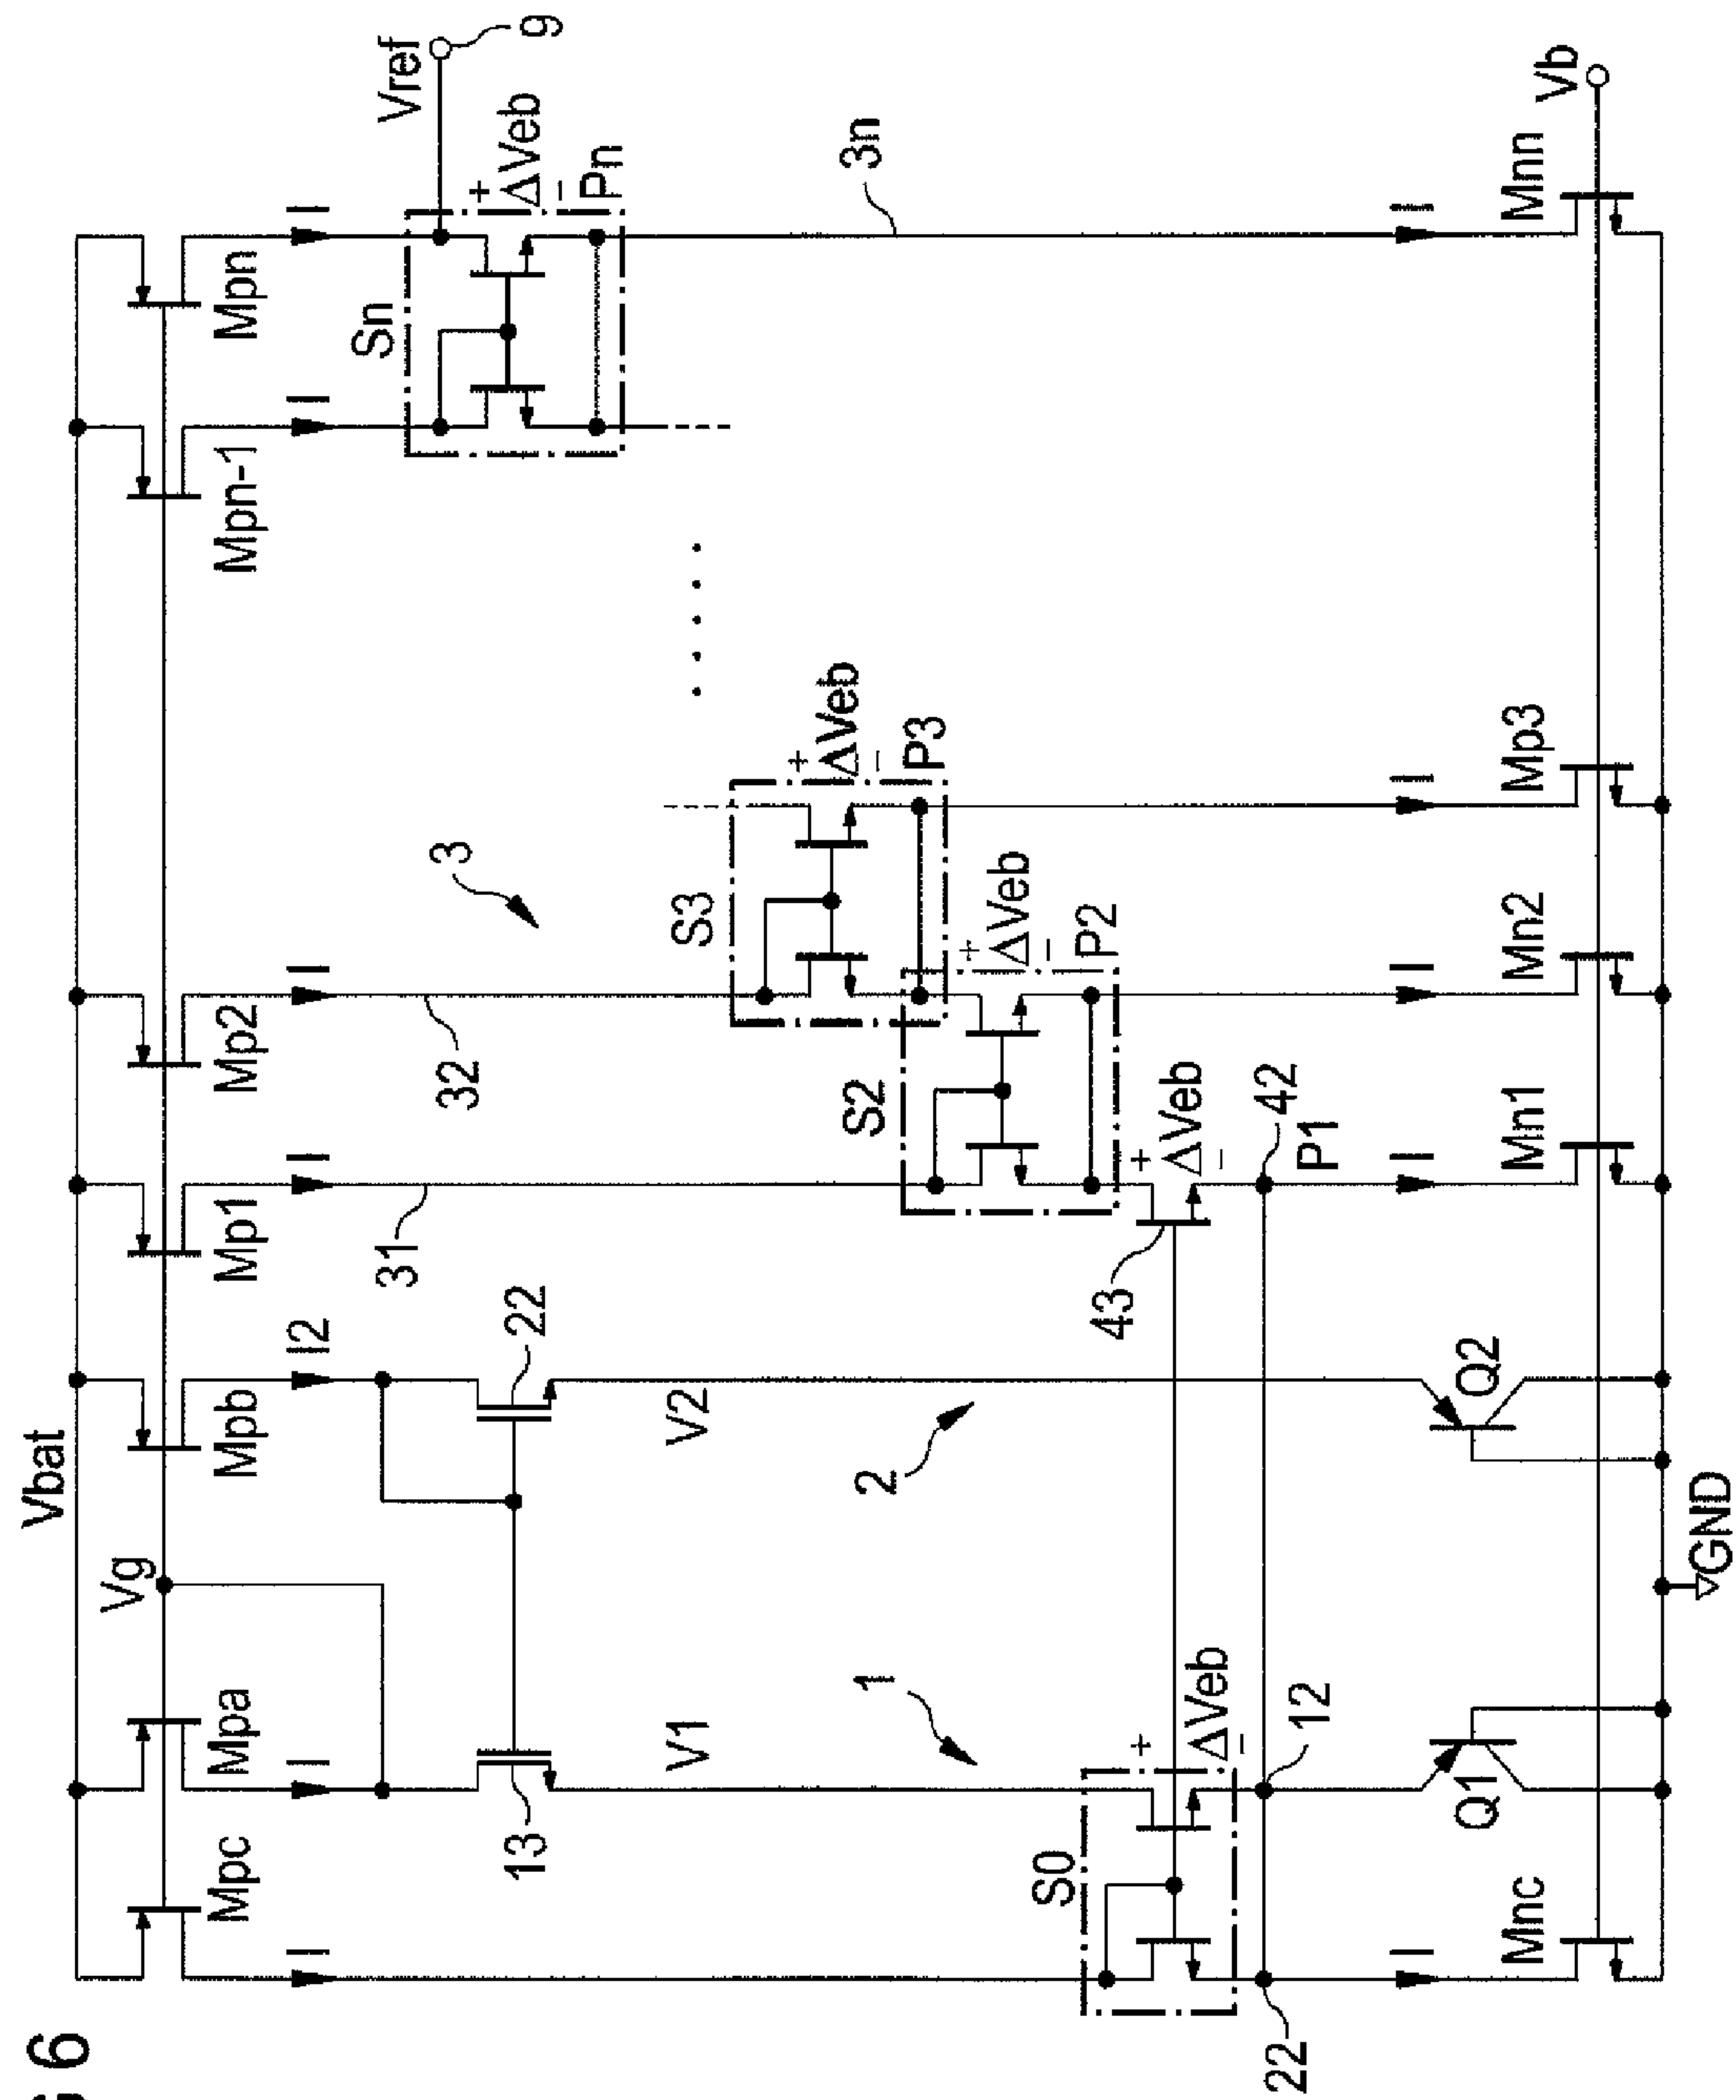 G 6
Vbat
Vg
Mpc
Mpa
Mpb
Mp1
Mp2
Mpn-1
Mpn
I
I
I2
I
I
I
I
Vref
9
13
22
31
32
3
Sn
+
ΔVeb
−
Pn
V1
V2
1
2
S3
+
ΔVeb
−
P3
3n
S2
+
ΔVeb
−
P2
S0
+
ΔVeb
−
43
+
ΔVeb
−
22
12
42
P1
I
I
I
I
I
Mnc
Q1
Q2
Mn1
Mn2
Mp3
Mnn
Vb
GND